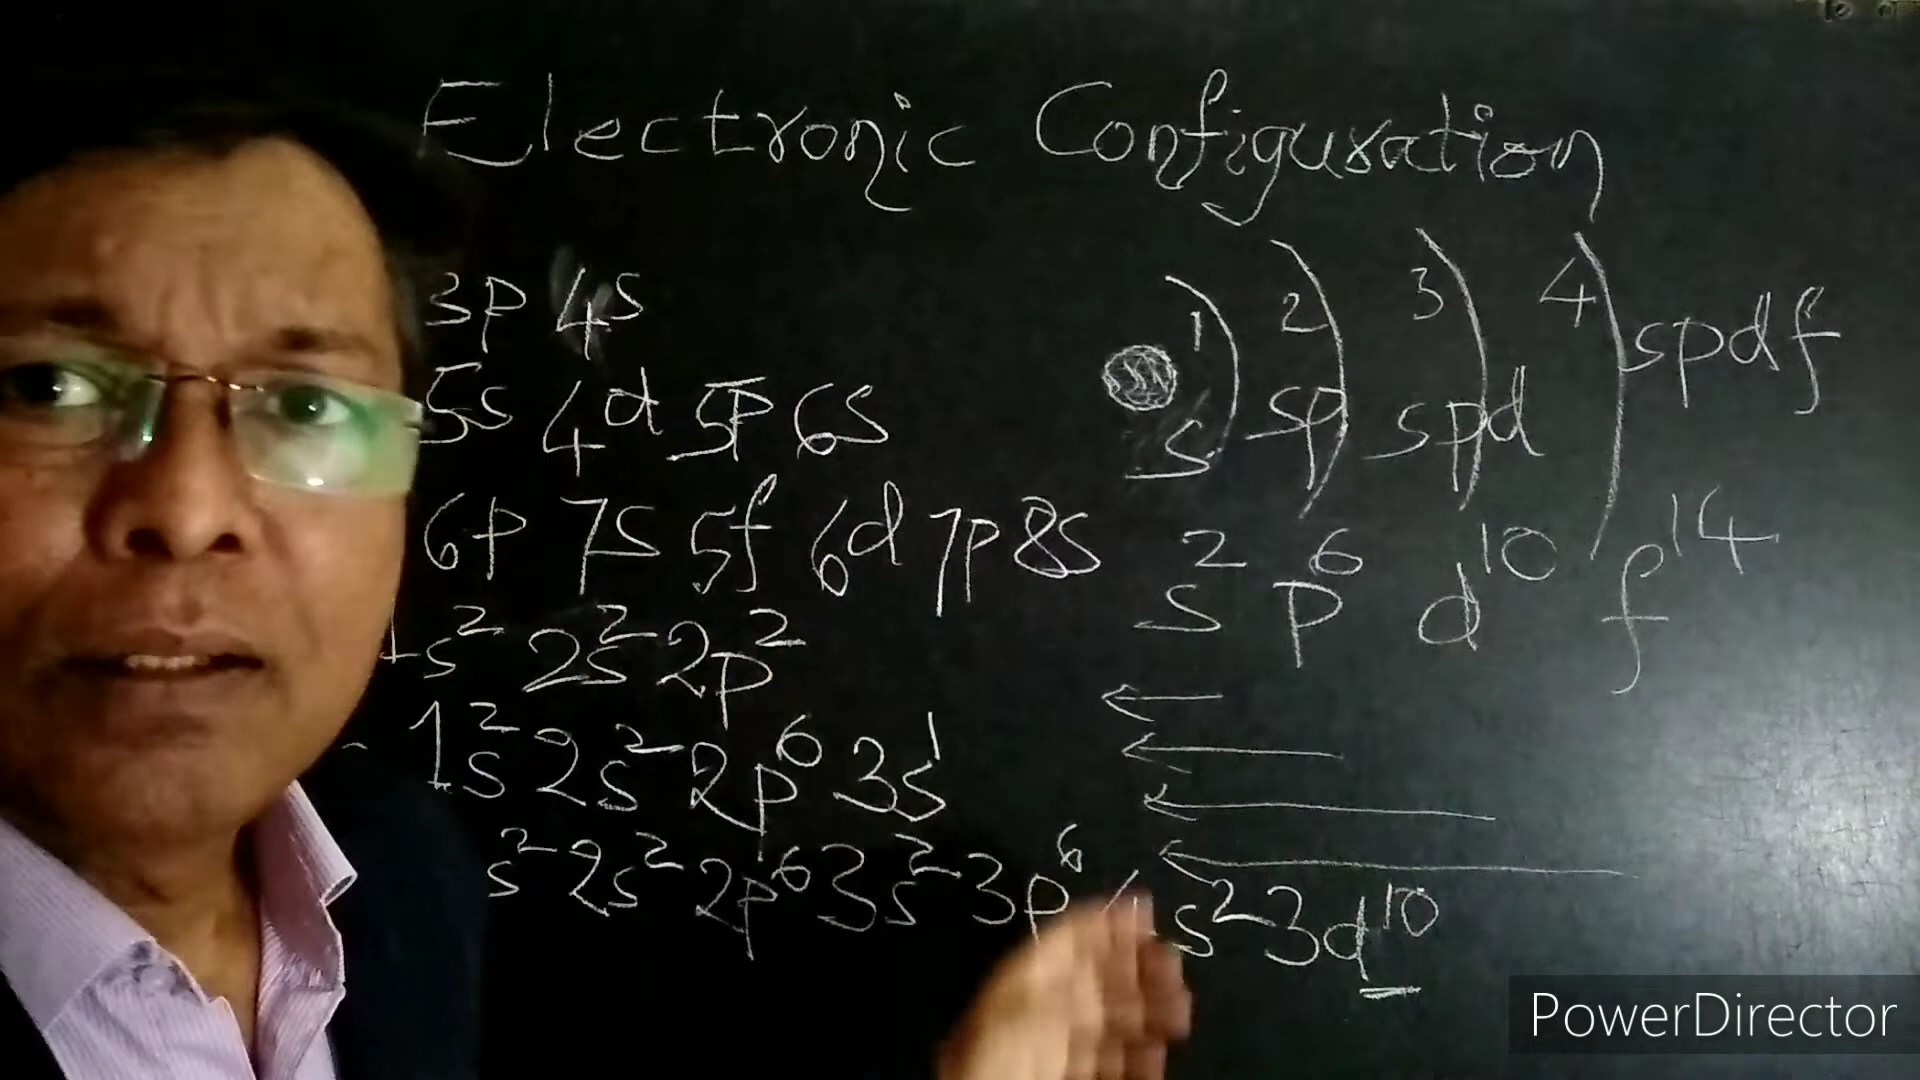 Electronic Configuration
3p 4s
5s 4d 5p 6s
6p 7s 5f 6d 7p 8s
1s² 2s² 2p²
1s² 2s² 2p⁶ 3s¹
s² 2s² 2p⁶ 3s² 3p⁶ 4s² 3d¹⁰
1 2 3 4
s sp spd spdf
s² p⁶ d¹⁰ f¹⁴
PowerDirector